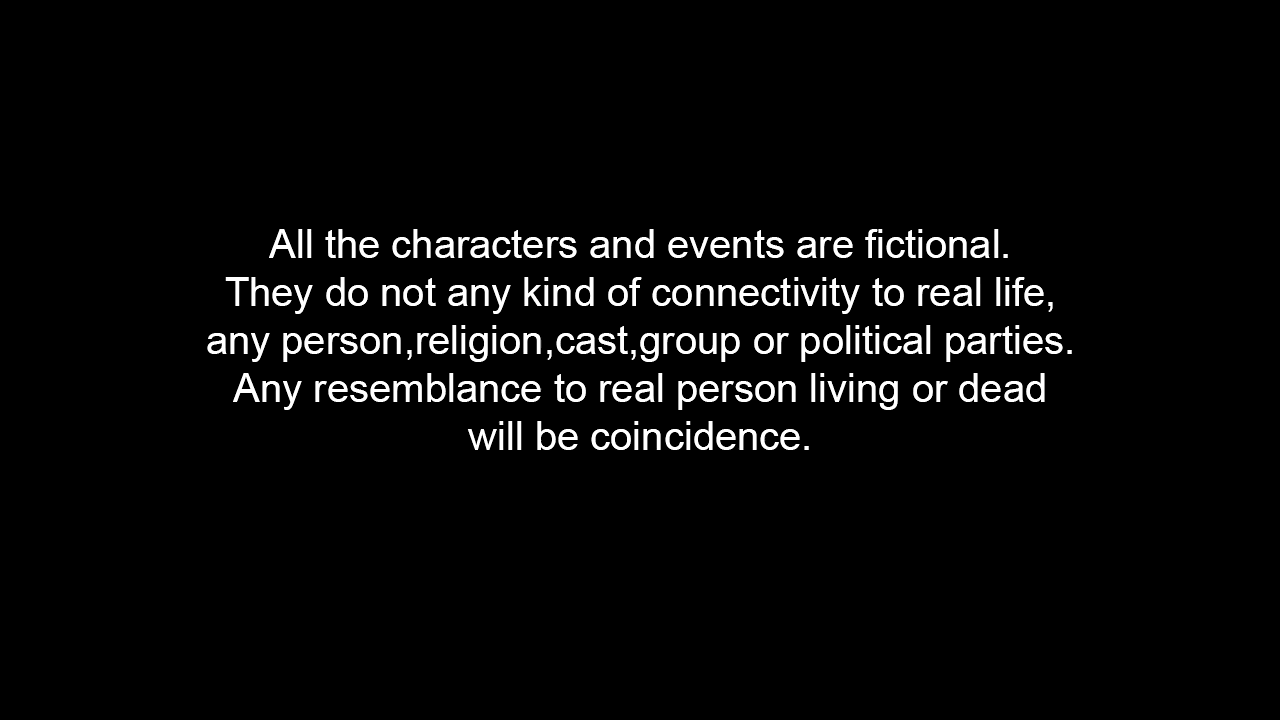 All the characters and events are fictional.
They do not any kind of connectivity to real life,
any person,religion,cast,group or political parties.
Any resemblance to real person living or dead
will be coincidence.